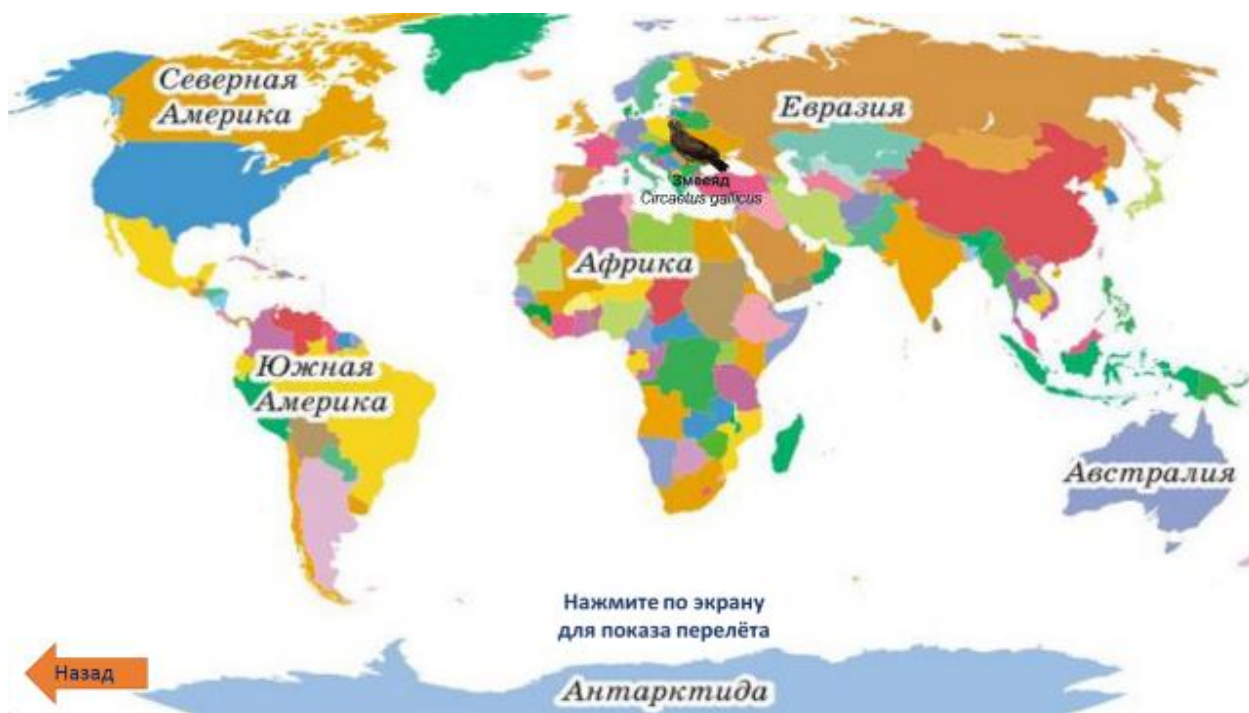 Северная
Америка
Евразия
Змееяд
Circaetus gallicus
Африка
Южная
Америка
Австралия
Нажмите по экрану
для показа перелёта
Назад
Антарктида